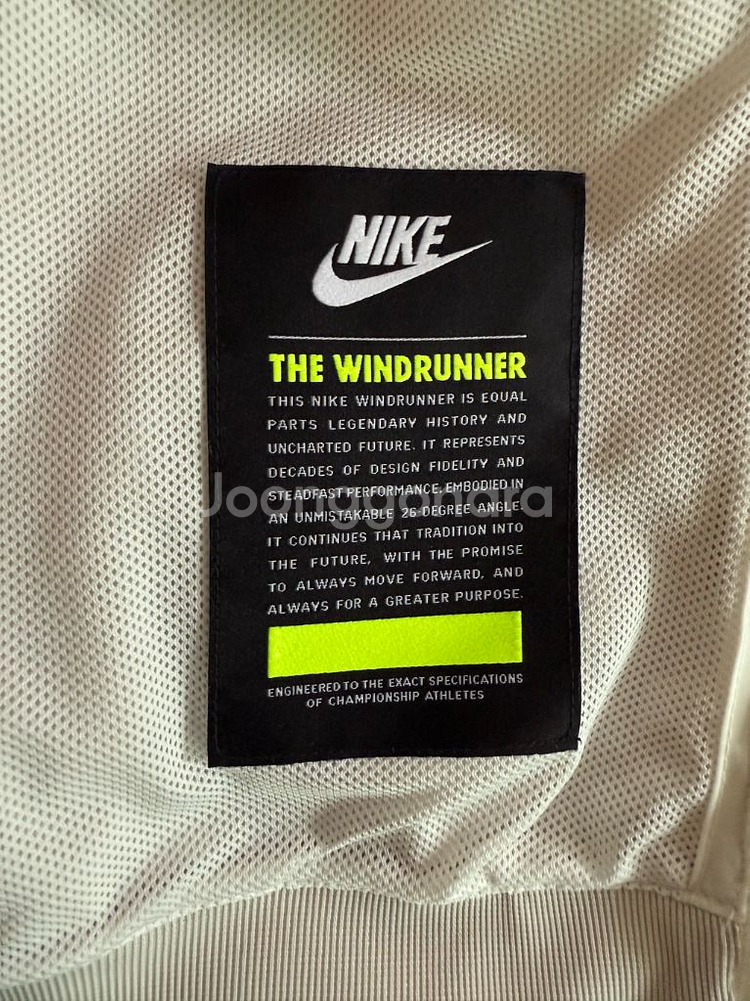 NIKE
THE WINDRUNNER
THIS NIKE WINDRUNNER IS EQUAL
PARTS LEGENDARY HISTORY AND
UNCHARTED FUTURE. IT REPRESENTS
DECADES OF DESIGN FIDELITY AND
STEADFAST PERFORMANCE, EMBODIED IN
AN UNMISTAKABLE 26-DEGREE ANGLE.
IT CONTINUES THAT TRADITION INTO
THE FUTURE, WITH THE PROMISE
TO ALWAYS MOVE FORWARD, AND
ALWAYS FOR A GREATER PURPOSE.
ENGINEERED TO THE EXACT SPECIFICATIONS
OF CHAMPIONSHIP ATHLETES
Joonggonara